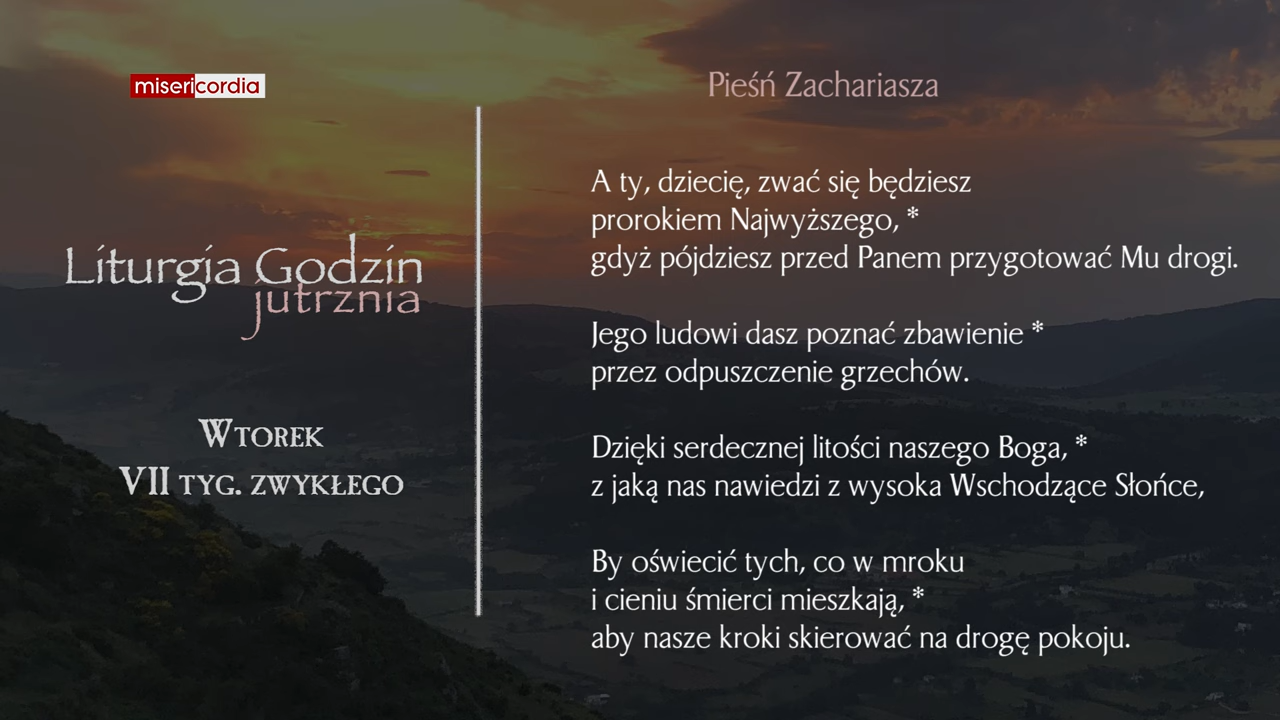 misericordia
Liturgia Godzin
jutrznia
Wtorek
VII tyg. zwykłego
Pieśń Zachariasza
A ty, dziecię, zwać się będziesz
prorokiem Najwyższego, *
gdyż pójdziesz przed Panem przygotować Mu drogi.
Jego ludowi dasz poznać zbawienie *
przez odpuszczenie grzechów.
Dzięki serdecznej litości naszego Boga, *
z jaką nas nawiedzi z wysoka Wschodzące Słońce,
By oświecić tych, co w mroku
i cieniu śmierci mieszkają, *
aby nasze kroki skierować na drogę pokoju.